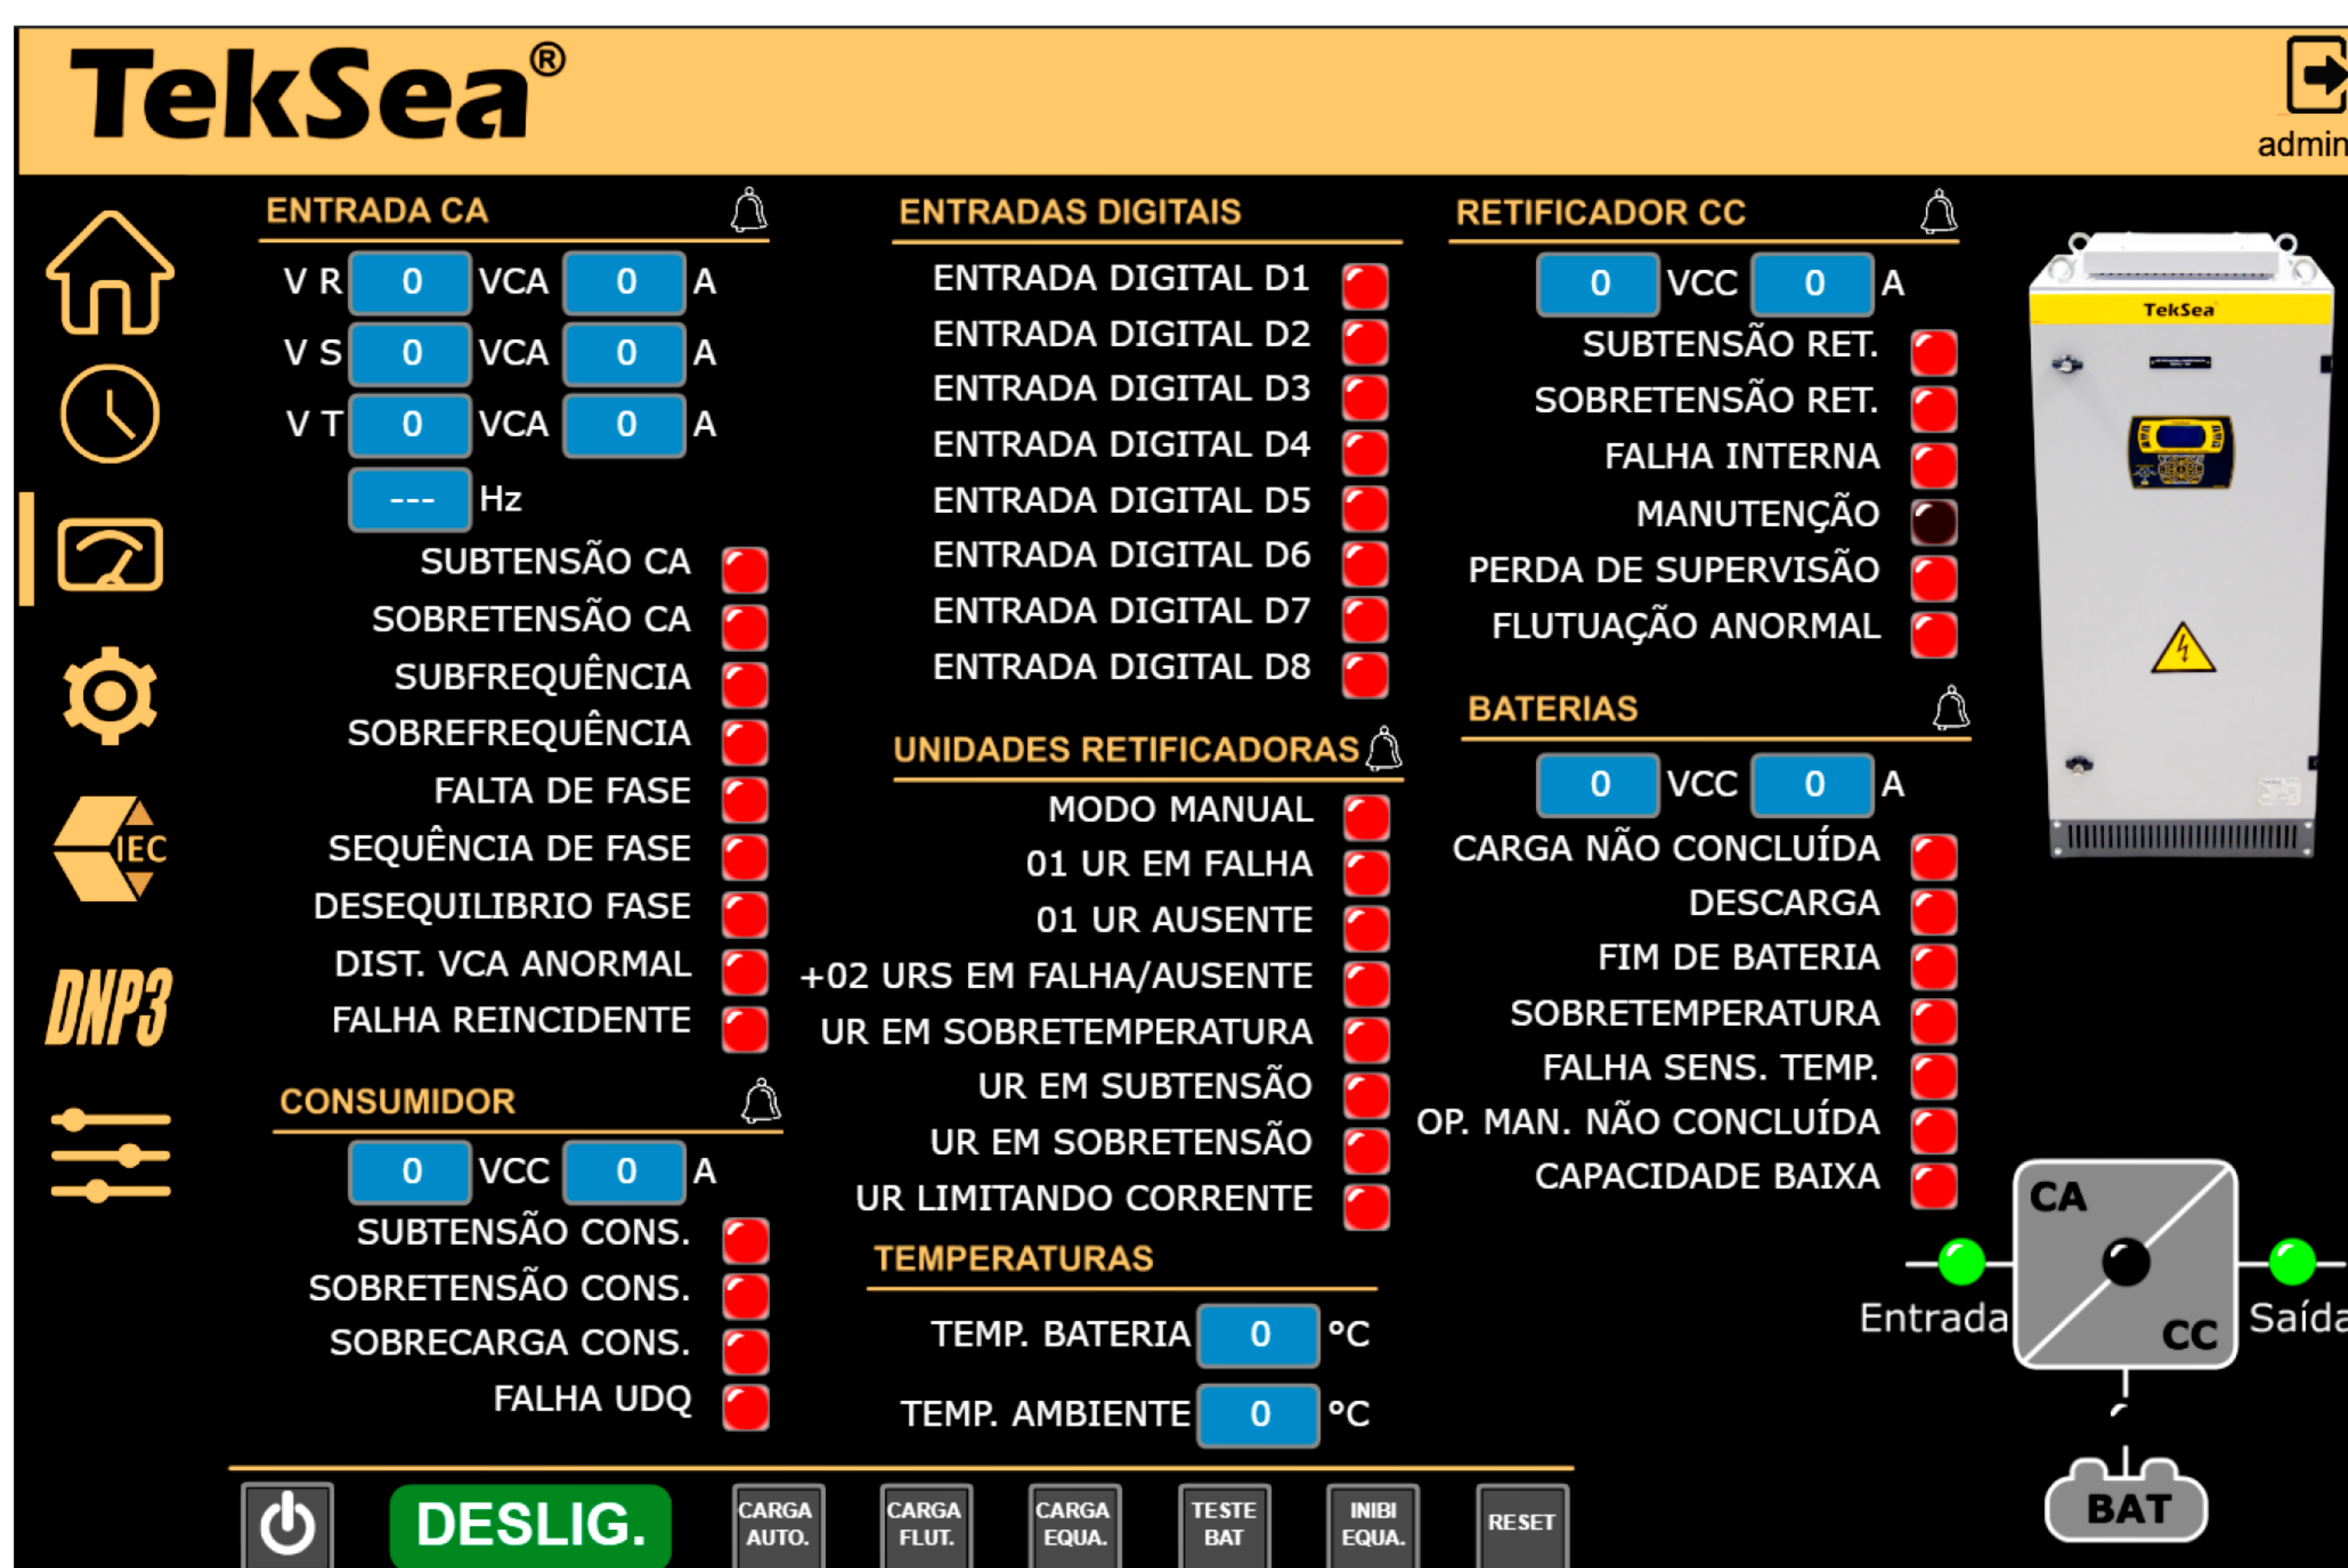 TekSea®
admin
ENTRADA CA
V R 0 VCA 0 A
V S 0 VCA 0 A
V T 0 VCA 0 A
--- Hz
SUBTENSÃO CA
SOBRETENSÃO CA
SUBFREQUÊNCIA
SOBREFREQUÊNCIA
FALTA DE FASE
SEQUÊNCIA DE FASE
DESEQUILIBRIO FASE
DIST. VCA ANORMAL
FALHA REINCIDENTE
CONSUMIDOR
0 VCC 0 A
SUBTENSÃO CONS.
SOBRETENSÃO CONS.
SOBRECARGA CONS.
FALHA UDQ
ENTRADAS DIGITAIS
ENTRADA DIGITAL D1
ENTRADA DIGITAL D2
ENTRADA DIGITAL D3
ENTRADA DIGITAL D4
ENTRADA DIGITAL D5
ENTRADA DIGITAL D6
ENTRADA DIGITAL D7
ENTRADA DIGITAL D8
UNIDADES RETIFICADORAS
MODO MANUAL
01 UR EM FALHA
01 UR AUSENTE
+02 URS EM FALHA/AUSENTE
UR EM SOBRETEMPERATURA
UR EM SUBTENSÃO
UR EM SOBRETENSÃO
UR LIMITANDO CORRENTE
TEMPERATURAS
TEMP. BATERIA 0 °C
TEMP. AMBIENTE 0 °C
RETIFICADOR CC
0 VCC 0 A
SUBTENSÃO RET.
SOBRETENSÃO RET.
FALHA INTERNA
MANUTENÇÃO
PERDA DE SUPERVISÃO
FLUTUAÇÃO ANORMAL
BATERIAS
0 VCC 0 A
CARGA NÃO CONCLUÍDA
DESCARGA
FIM DE BATERIA
SOBRETEMPERATURA
FALHA SENS. TEMP.
OP. MAN. NÃO CONCLUÍDA
CAPACIDADE BAIXA
TekSea
IEC
DNP3
CA
Entrada
Saída
CC
BAT
DESLIG.
CARGA
AUTO.
CARGA
FLUT.
CARGA
EQUA.
TESTE
BAT
INIBI
EQUA.
RESET